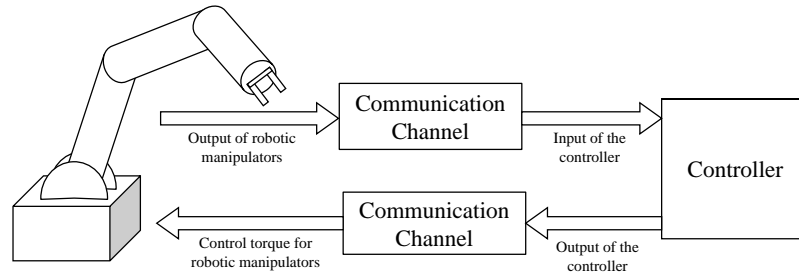 Communication
Channel
Output of robotic
manipulators
Input of the
controller
Controller
Communication
Channel
Control torque for
robotic manipulators
Output of the
controller